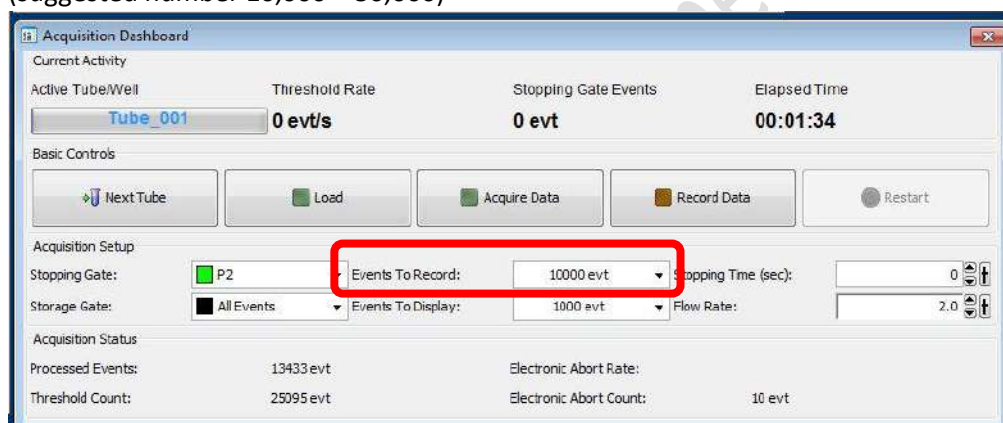 Acquisition Dashboard
Current Activity
Active Tube/Well Threshold Rate Stopping Gate Events Elapsed Time
Tube_001 0 evt/s 0 evt 00:01:34
Basic Controls
Next Tube Load Acquire Data Record Data Restart
Acquisition Setup
Stopping Gate: P2 Events To Record: 10000 evt Stopping Time (sec): 0
Storage Gate: All Events Events To Display: 1000 evt Flow Rate: 2.0
Acquisition Status
Processed Events: 13433 evt Electronic Abort Rate:
Threshold Count: 25095 evt Electronic Abort Count: 10 evt